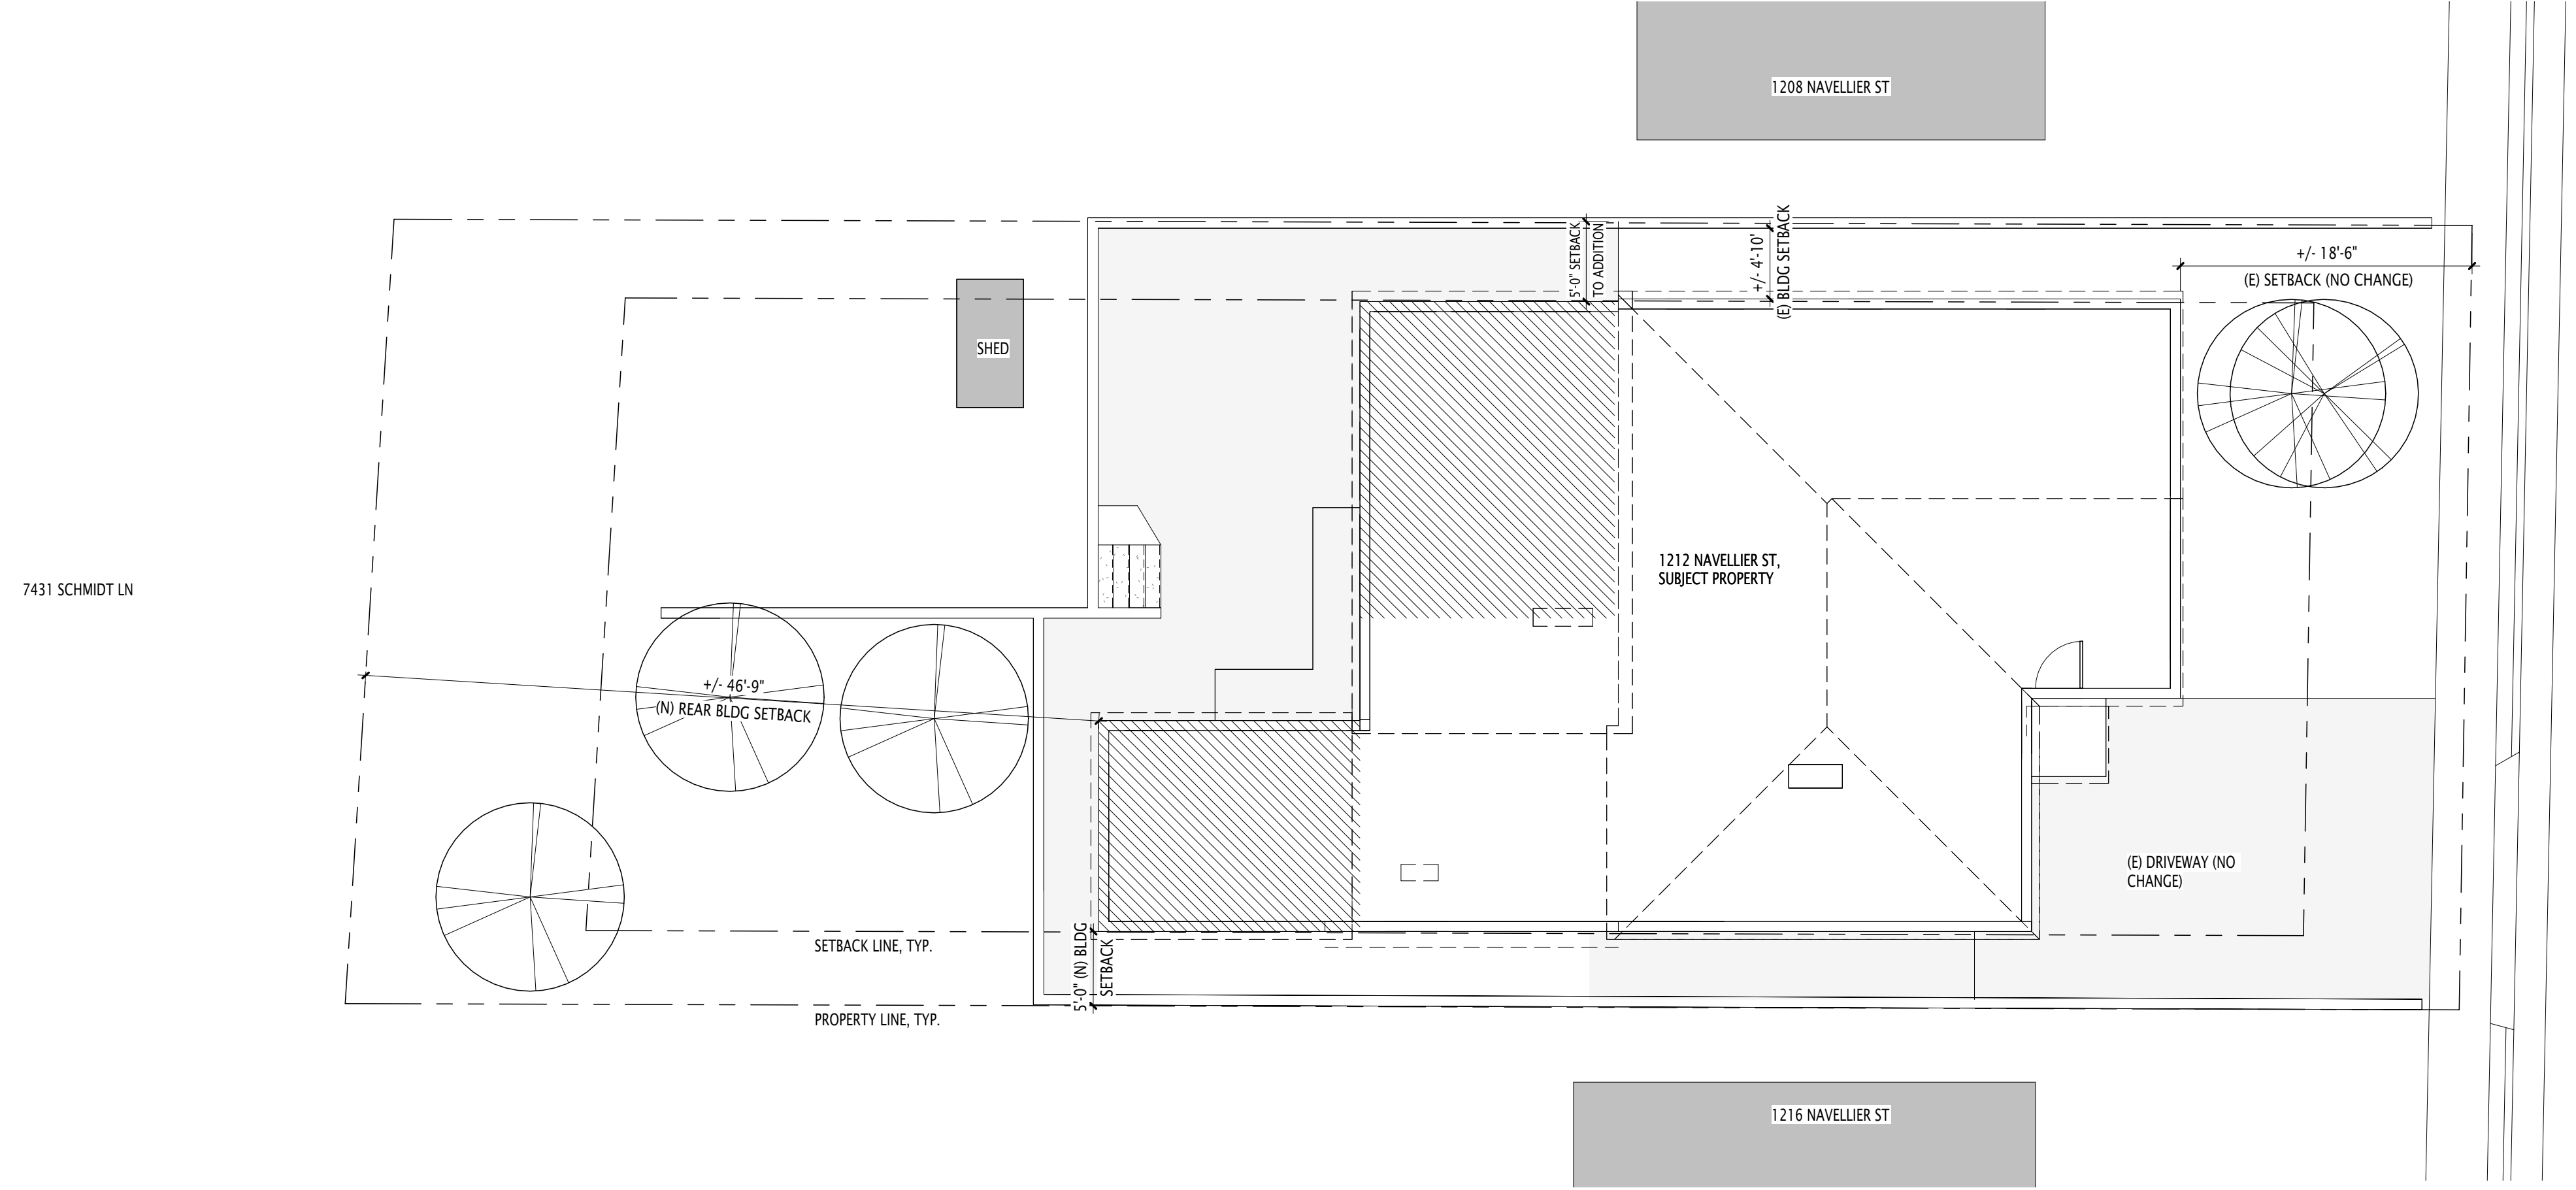 1208 NAVELLIER ST
5'-0" SETBACK
TO ADDITION
+/- 4'-10'
(E) BLDG SETBACK
+/- 18'-6"
(E) SETBACK (NO CHANGE)
SHED
1212 NAVELLIER ST,
SUBJECT PROPERTY
7431 SCHMIDT LN
+/- 46'-9"
(N) REAR BLDG SETBACK
(E) DRIVEWAY (NO
CHANGE)
SETBACK LINE, TYP.
5'-0" (N) BLDG
SETBACK
PROPERTY LINE, TYP.
1216 NAVELLIER ST